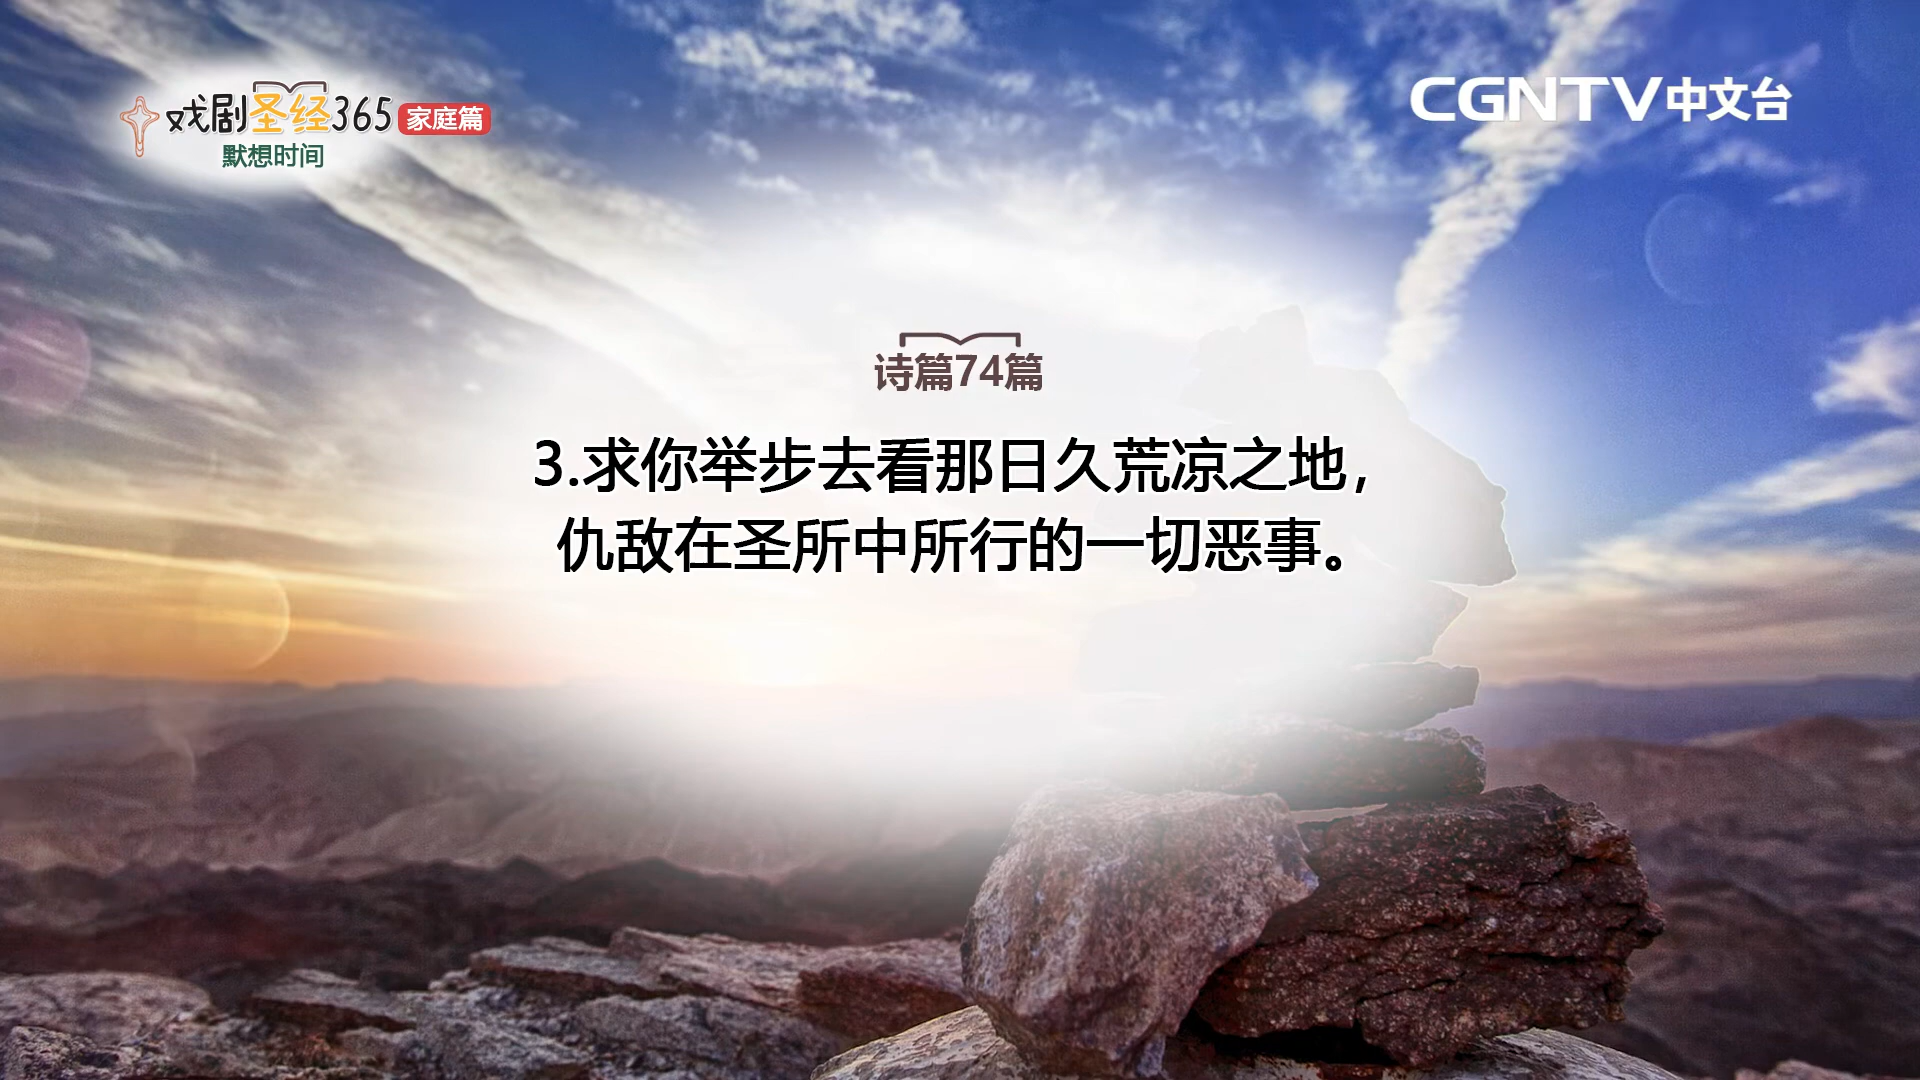 戏剧圣经365 家庭篇
默想时间
CGNTV中文台
诗篇74篇
3.求你举步去看那日久荒凉之地，
仇敌在圣所中所行的一切恶事。